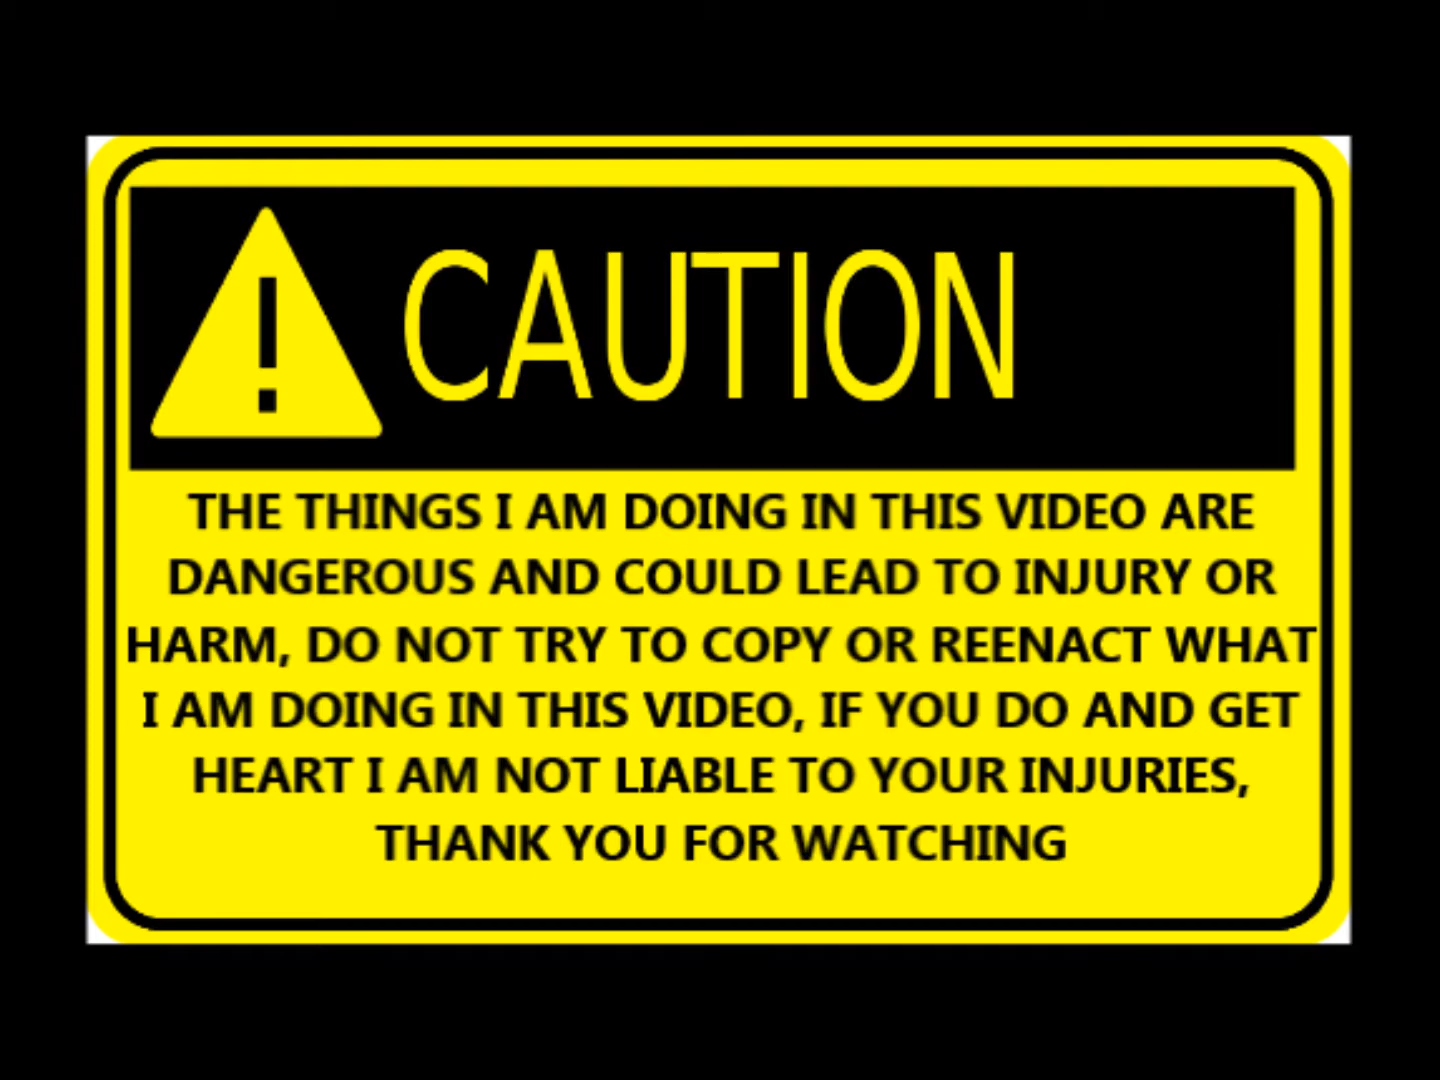 CAUTION
THE THINGS I AM DOING IN THIS VIDEO ARE
DANGEROUS AND COULD LEAD TO INJURY OR
HARM, DO NOT TRY TO COPY OR REENACT WHAT
I AM DOING IN THIS VIDEO, IF YOU DO AND GET
HEART I AM NOT LIABLE TO YOUR INJURIES,
THANK YOU FOR WATCHING